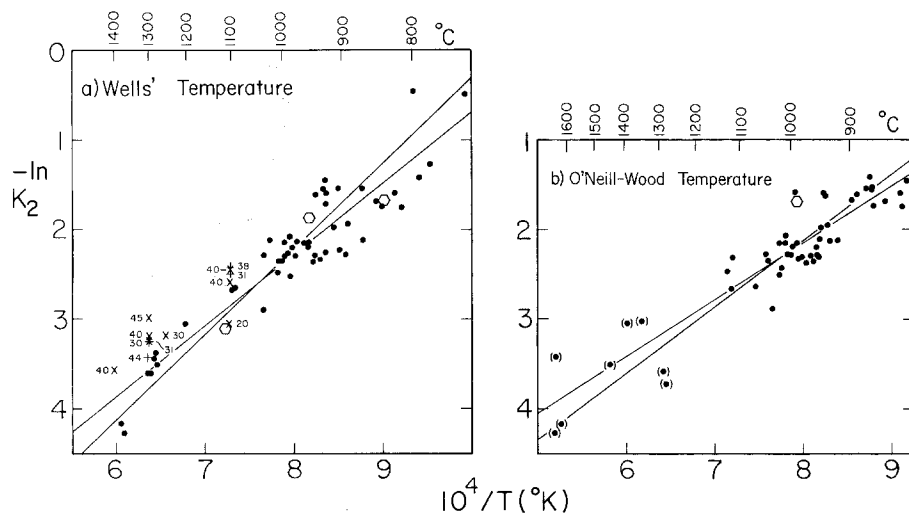 1400 1300 1200 1100 1000 900 800 °C
a) Wells' Temperature
0
1
-ln
K2
2
3
4
40 38
31
40
20
45
40
30
30
31
44
40
6 7 8 9 10
1600 1500 1400 1300 1200 1100 1000 900 °C
b) O'Neill-Wood Temperature
1
2
3
4
5 6 7 8 9
10⁴/T(°K)